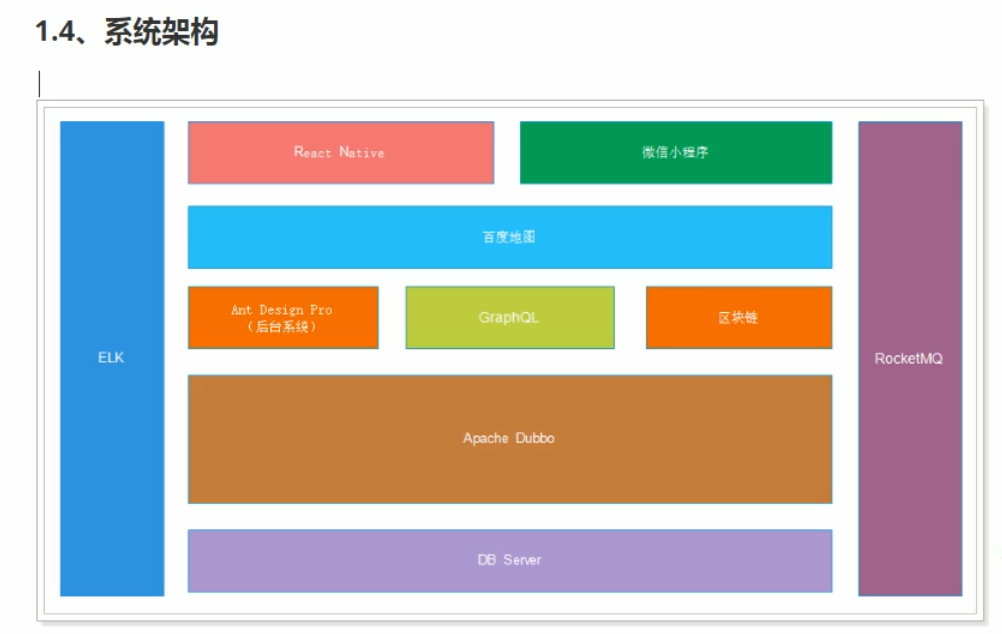 1.4、系统架构
React Native
微信小程序
百度地图
Ant Design Pro
（后台系统）
GraphQL
区块链
ELK
RocketMQ
Apache Dubbo
DB Server